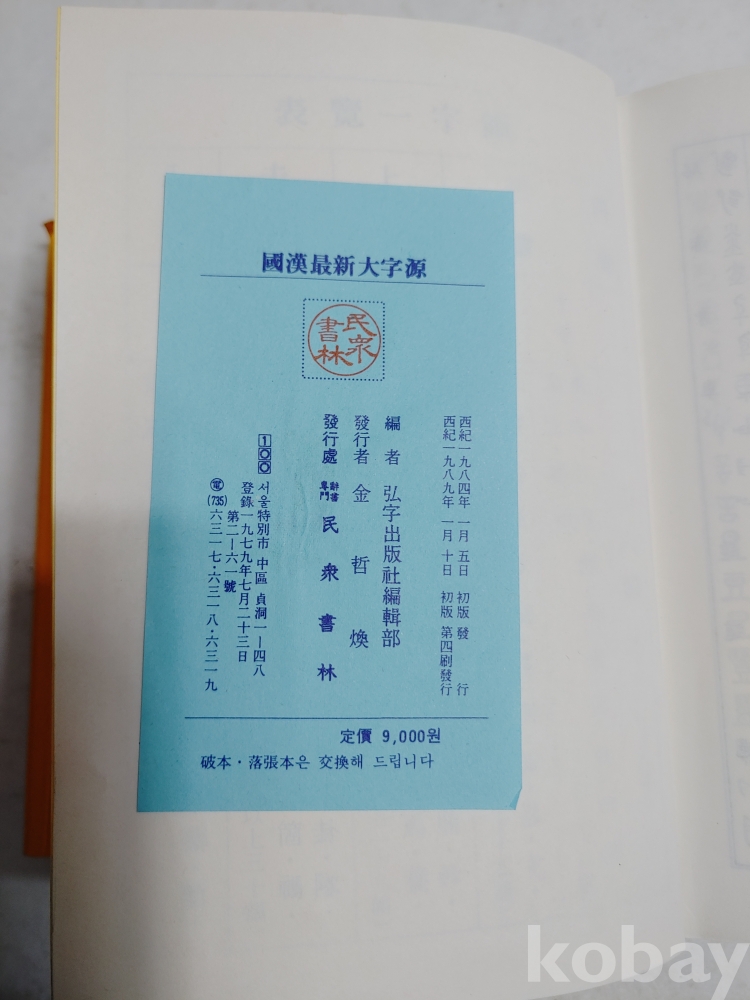 國漢最新大字源
民衆書林
西紀一九八四年 一月 五日 初版 發行
西紀一九八九年 一月 十日 初版 第四刷發行
編者 弘字出版社編輯部
發行者 金哲煥
發行處 辭書專門 民衆書林
100 서울特別市 中區 貞洞一—四八
登錄一九七九年七月二十三日
第二—六一號
電 (735) 六三一七·六三一八·六三一九
定價 9,000원
破本·落張本은 交換해 드립니다
kobay